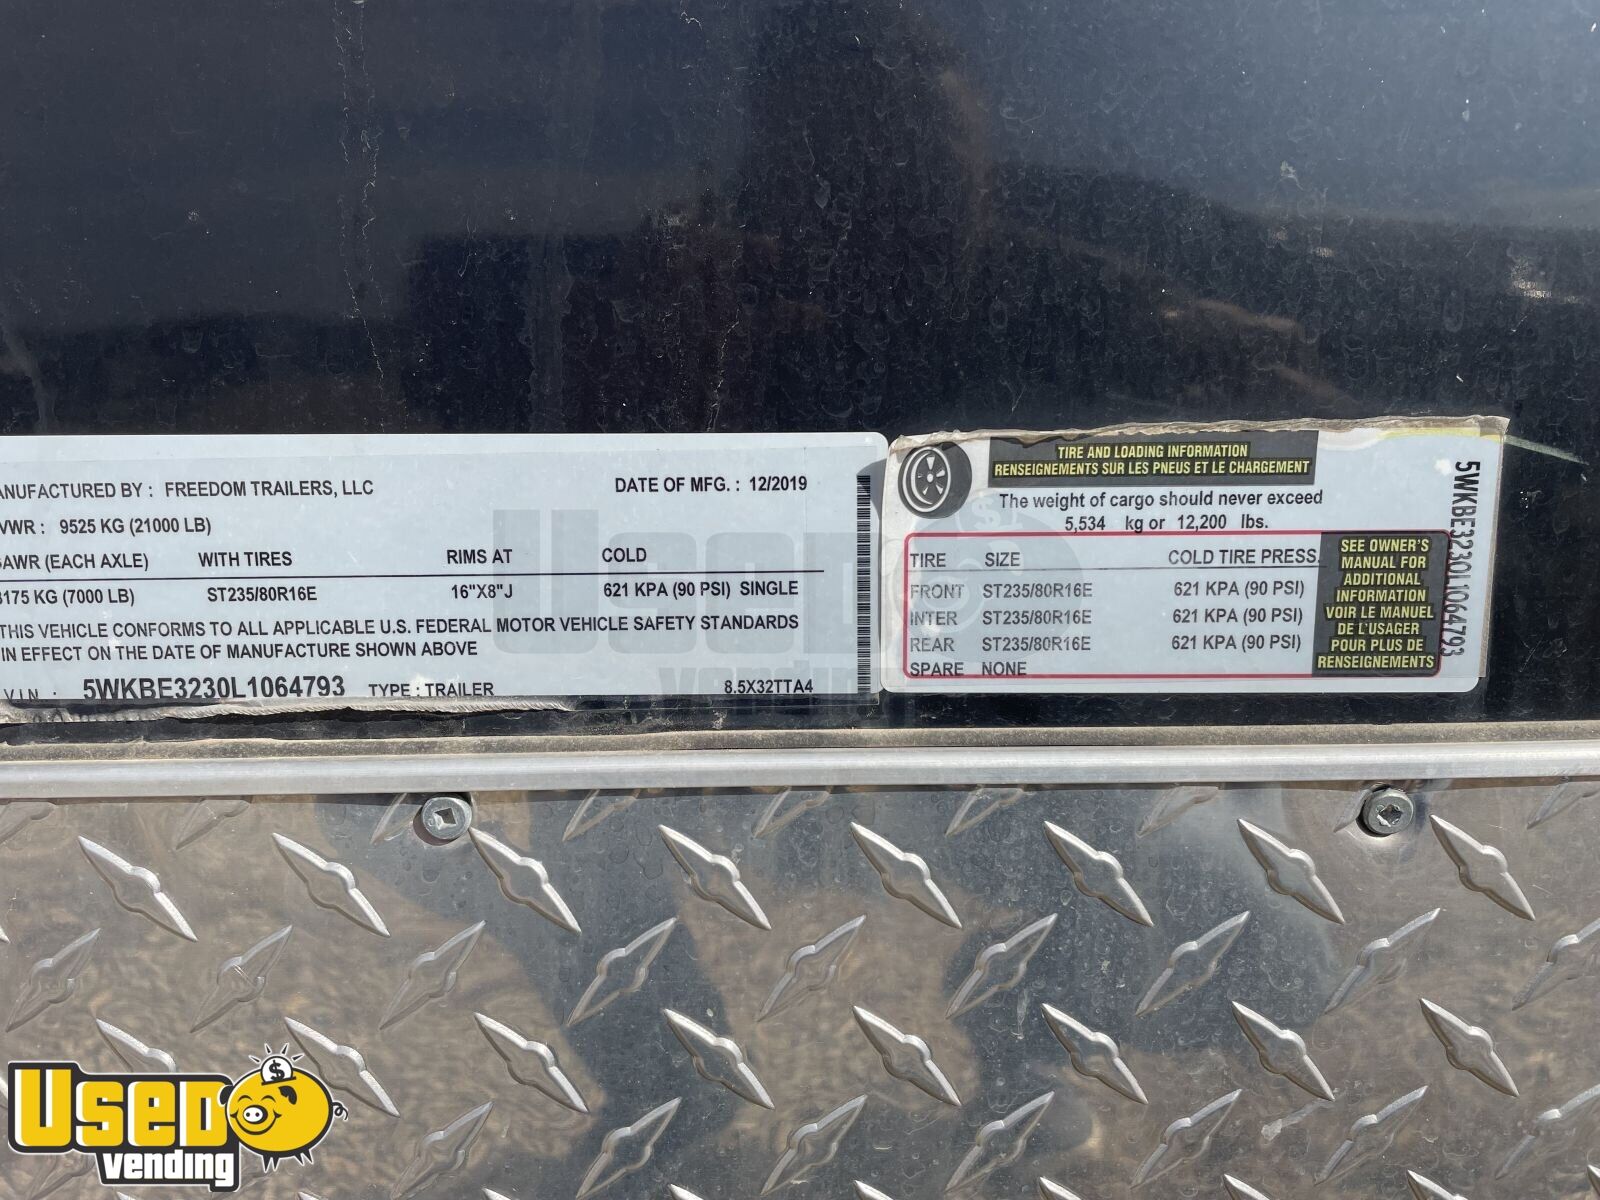 ANUFACTURED BY : FREEDOM TRAILERS, LLC DATE OF MFG. : 12/2019
VWR : 9525 KG (21000 LB)
AWR (EACH AXLE) WITH TIRES RIMS AT COLD
3175 KG (7000 LB) ST235/80R16E 16"X8"J 621 KPA (90 PSI) SINGLE
THIS VEHICLE CONFORMS TO ALL APPLICABLE U.S. FEDERAL MOTOR VEHICLE SAFETY STANDARDS
IN EFFECT ON THE DATE OF MANUFACTURE SHOWN ABOVE
V.I.N. : 5WKBE3230L1064793 TYPE : TRAILER 8.5X32TTA4
TIRE AND LOADING INFORMATION
RENSEIGNEMENTS SUR LES PNEUS ET LE CHARGEMENT
The weight of cargo should never exceed
5,534 kg or 12,200 lbs.
TIRE SIZE COLD TIRE PRESS.
FRONT ST235/80R16E 621 KPA (90 PSI)
INTER ST235/80R16E 621 KPA (90 PSI)
REAR ST235/80R16E 621 KPA (90 PSI)
SPARE NONE
SEE OWNER'S
MANUAL FOR
ADDITIONAL
INFORMATION
VOIR LE MANUEL
DE L'USAGER
POUR PLUS DE
RENSEIGNEMENTS
5WKBE3230L1064793
Used
vending
Used
vending